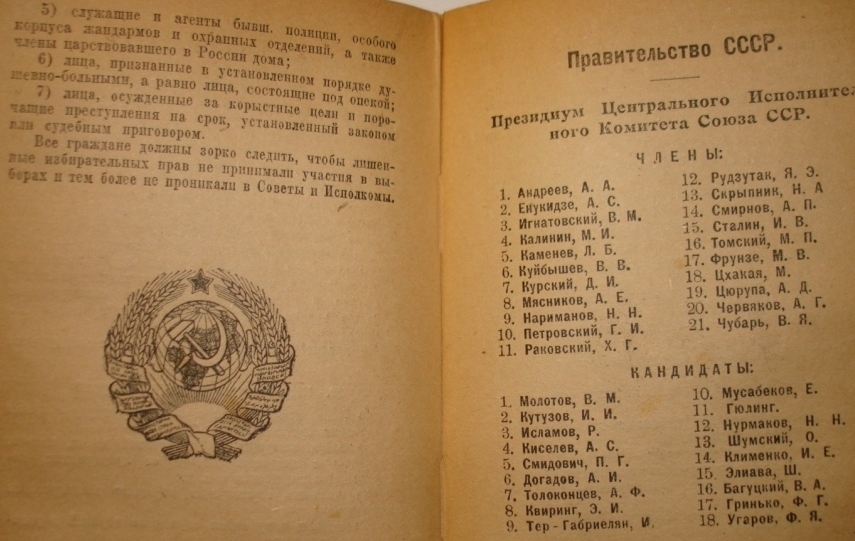 5) служащие и агенты бывш. полиции, особого
корпуса жандармов и охранных отделений, а также
члены царствовавшего в России дома;
6) лица, признанные в установленном порядке ду-
шевно-больными, а равно лица, состоящие под опекой;
7) лица, осужденные за корыстные цели и поро-
чащие преступления на срок, установленный законом
или судебным приговором.
Все граждане должны зорко следить, чтобы лишен-
ные избирательных прав не принимали участия в вы-
борах и тем более не проникали в Советы и Исполкомы.
Правительство СССР.
Президиум Центрального Исполнител
ного Комитета Союза ССР.
ЧЛЕНЫ:
1. Андреев, А. А.
2. Енукидзе, А. С.
3. Игнатовский, В. М.
4. Калинин, М. И.
5. Каменев, Л. Б.
6. Куйбышев, В. В.
7. Курский, Д. И.
8. Мясников, А. Е.
9. Нариманов, Н. Н.
10. Петровский, Г. И.
11. Раковский, Х. Г.
12. Рудзутак, Я. Э.
13. Скрыпник, Н. А
14. Смирнов, А. П.
15. Сталин, И. В.
16. Томский, М. П.
17. Фрунзе, М. В.
18. Цхакая, М.
19. Цюрупа, А. Д.
20. Червяков, А. Г.
21. Чубарь, В. Я.
КАНДИДАТЫ:
1. Молотов, В. М.
2. Кутузов, И. И.
3. Исламов, Р.
4. Киселев, А. С.
5. Смидович, П. Г.
6. Догадов, А. И.
7. Толоконцев, А. Ф.
8. Квиринг, Э. И.
9. Тер-Габриелян, И.
10. Мусабеков, Е.
11. Гюлинг.
12. Нурмаков, Н. Н.
13. Шумский, О.
14. Клименко, И. Е.
15. Элиава, Ш.
16. Багуцкий, В. А.
17. Гринько, Ф. Г.
18. Угаров, Ф. Я.